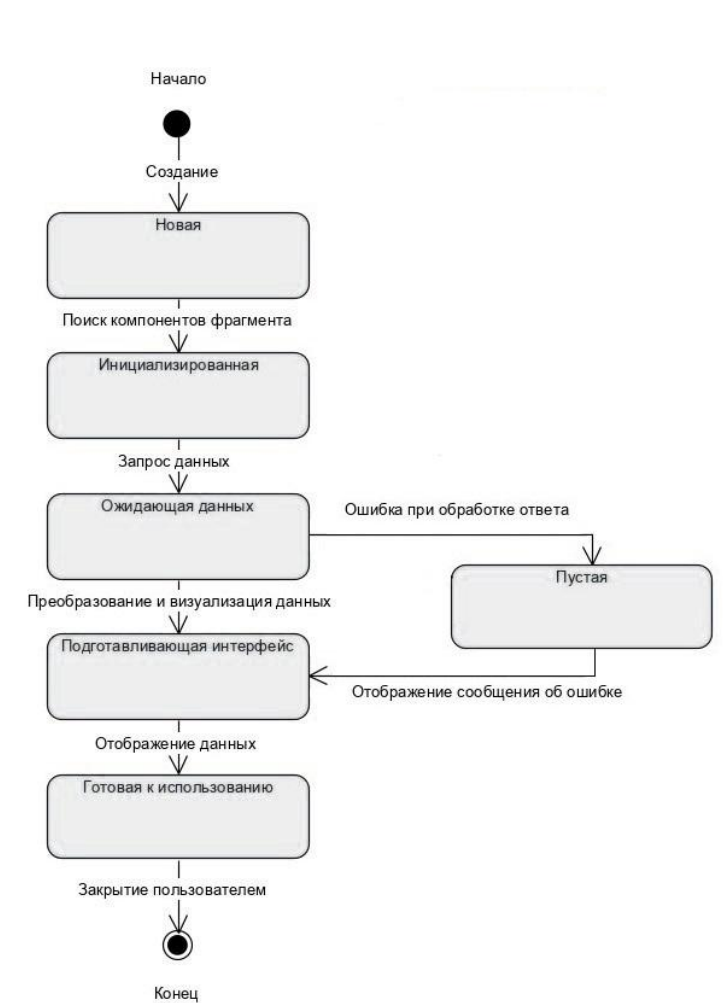 Начало
Создание
Новая
Поиск компонентов фрагмента
Инициализированная
Запрос данных
Ожидающая данных
Ошибка при обработке ответа
Пустая
Преобразование и визуализация данных
Подготавливающая интерфейс
Отображение сообщения об ошибке
Отображение данных
Готовая к использованию
Закрытие пользователем
Конец